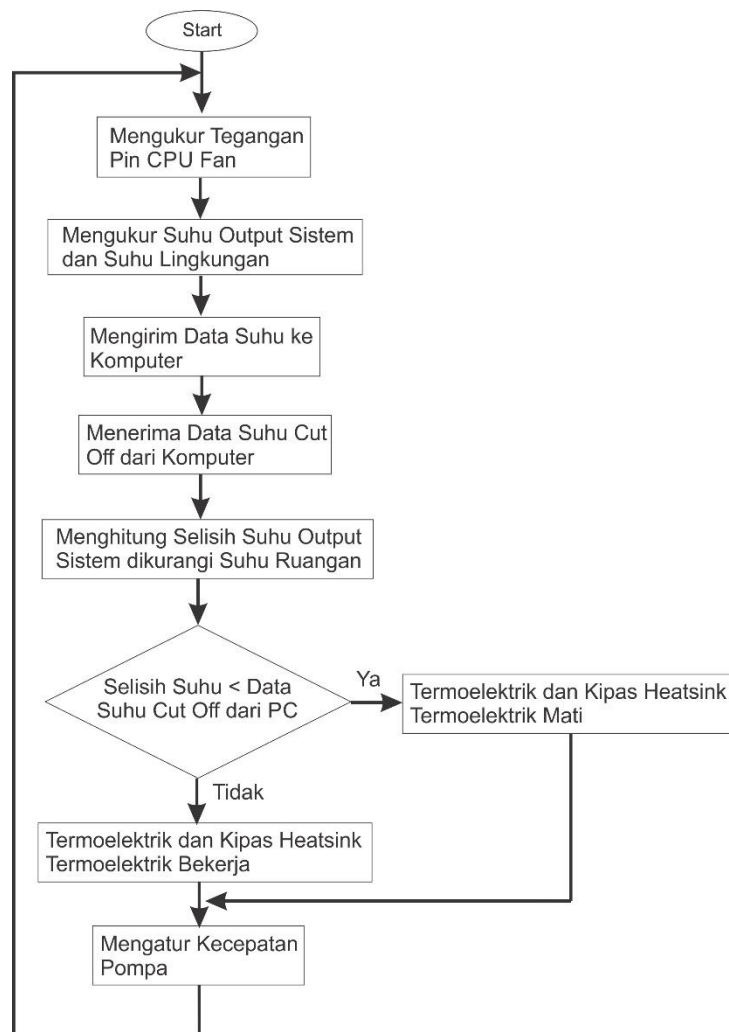 Start
Mengukur Tegangan
Pin CPU Fan
Mengukur Suhu Output Sistem
dan Suhu Lingkungan
Mengirim Data Suhu ke
Komputer
Menerima Data Suhu Cut
Off dari Komputer
Menghitung Selisih Suhu Output
Sistem dikurangi Suhu Ruangan
Selisih Suhu < Data
Suhu Cut Off dari PC
Ya
Termoelektrik dan Kipas Heatsink
Termoelektrik Mati
Tidak
Termoelektrik dan Kipas Heatsink
Termoelektrik Bekerja
Mengatur Kecepatan
Pompa